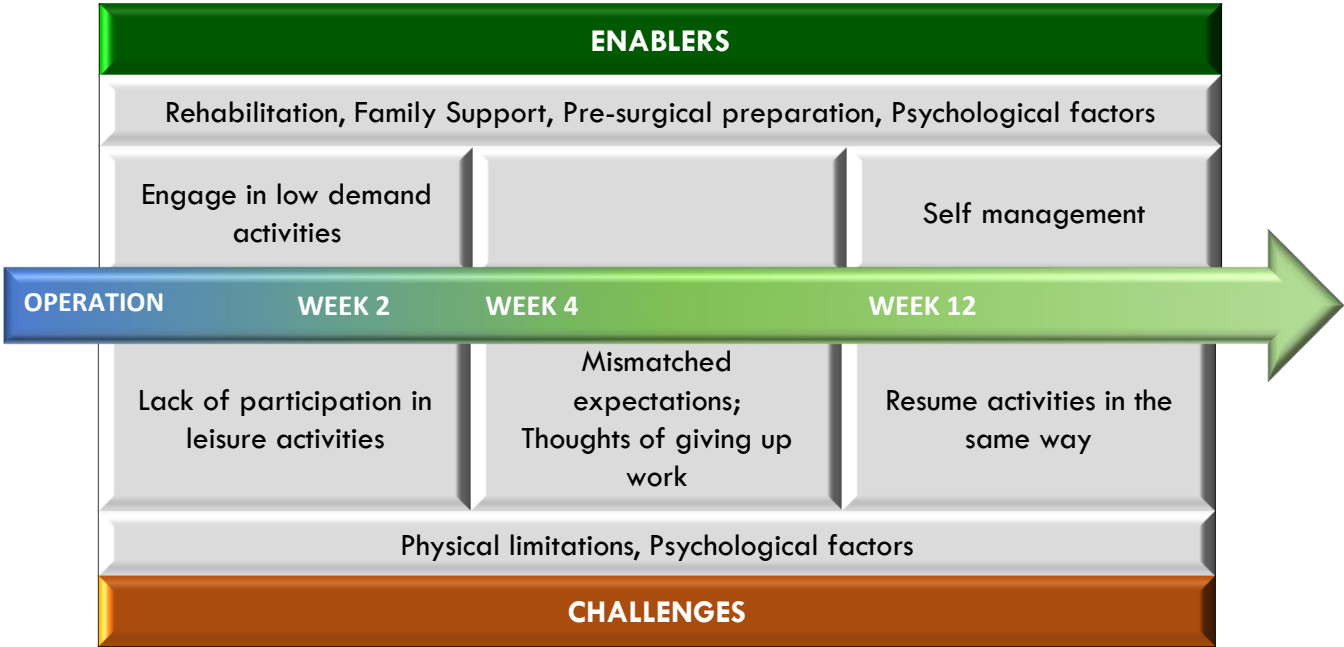 ENABLERS
Rehabilitation, Family Support, Pre-surgical preparation, Psychological factors
Engage in low demand
activities
Self management
OPERATION
WEEK 2
WEEK 4
WEEK 12
Lack of participation in
leisure activities
Mismatched
expectations;
Thoughts of giving up
work
Resume activities in the
same way
Physical limitations, Psychological factors
CHALLENGES